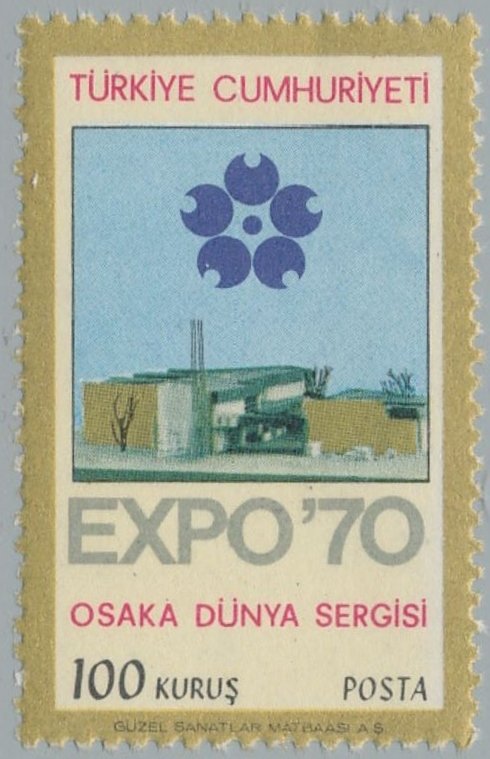 TÜRKİYE CUMHURİYETİ
EXPO'70
OSAKA DÜNYA SERGİSİ
100 KURUŞ POSTA
GÜZEL SANATLAR MATBAASI A.Ş.